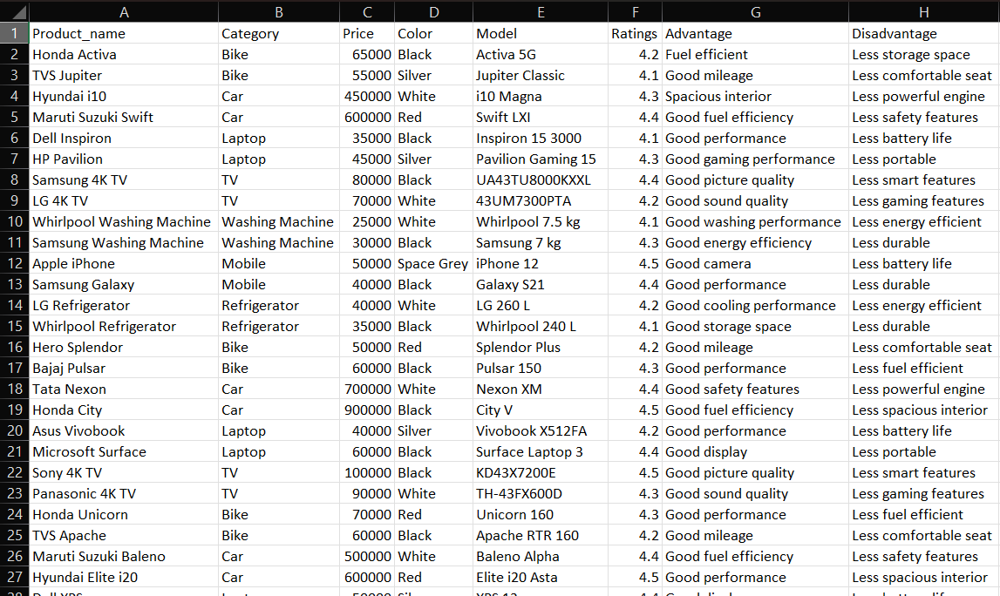 A B C D E F G H
1 Product_name Category Price Color Model Ratings Advantage Disadvantage
2 Honda Activa Bike 65000 Black Activa 5G 4.2 Fuel efficient Less storage space
3 TVS Jupiter Bike 55000 Silver Jupiter Classic 4.1 Good mileage Less comfortable seat
4 Hyundai i10 Car 450000 White i10 Magna 4.3 Spacious interior Less powerful engine
5 Maruti Suzuki Swift Car 600000 Red Swift LXI 4.4 Good fuel efficiency Less safety features
6 Dell Inspiron Laptop 35000 Black Inspiron 15 3000 4.1 Good performance Less battery life
7 HP Pavilion Laptop 45000 Silver Pavilion Gaming 15 4.3 Good gaming performance Less portable
8 Samsung 4K TV TV 80000 Black UA43TU8000KXXL 4.4 Good picture quality Less smart features
9 LG 4K TV TV 70000 White 43UM7300PTA 4.2 Good sound quality Less gaming features
10 Whirlpool Washing Machine Washing Machine 25000 White Whirlpool 7.5 kg 4.1 Good washing performance Less energy efficient
11 Samsung Washing Machine Washing Machine 30000 Black Samsung 7 kg 4.3 Good energy efficiency Less durable
12 Apple iPhone Mobile 50000 Space Grey iPhone 12 4.5 Good camera Less battery life
13 Samsung Galaxy Mobile 40000 Black Galaxy S21 4.4 Good performance Less durable
14 LG Refrigerator Refrigerator 40000 White LG 260 L 4.2 Good cooling performance Less energy efficient
15 Whirlpool Refrigerator Refrigerator 35000 Black Whirlpool 240 L 4.1 Good storage space Less durable
16 Hero Splendor Bike 50000 Red Splendor Plus 4.2 Good mileage Less comfortable seat
17 Bajaj Pulsar Bike 60000 Black Pulsar 150 4.3 Good performance Less fuel efficient
18 Tata Nexon Car 700000 White Nexon XM 4.4 Good safety features Less powerful engine
19 Honda City Car 900000 Black City V 4.5 Good fuel efficiency Less spacious interior
20 Asus Vivobook Laptop 40000 Silver Vivobook X512FA 4.2 Good performance Less battery life
21 Microsoft Surface Laptop 60000 Black Surface Laptop 3 4.4 Good display Less portable
22 Sony 4K TV TV 100000 Black KD43X7200E 4.5 Good picture quality Less smart features
23 Panasonic 4K TV TV 90000 White TH-43FX600D 4.3 Good sound quality Less gaming features
24 Honda Unicorn Bike 70000 Red Unicorn 160 4.3 Good performance Less fuel efficient
25 TVS Apache Bike 60000 Black Apache RTR 160 4.2 Good mileage Less comfortable seat
26 Maruti Suzuki Baleno Car 500000 White Baleno Alpha 4.4 Good fuel efficiency Less safety features
27 Hyundai Elite i20 Car 600000 Red Elite i20 Asta 4.5 Good performance Less spacious interior